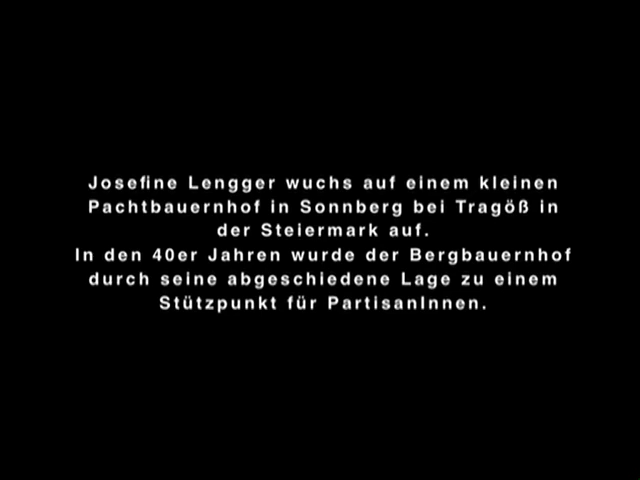 Josefine Lengger wuchs auf einem kleinen
Pachtbauernhof in Sonnberg bei Tragöß in
der Steiermark auf.
In den 40er Jahren wurde der Bergbauernhof
durch seine abgeschiedene Lage zu einem
Stützpunkt für PartisanInnen.